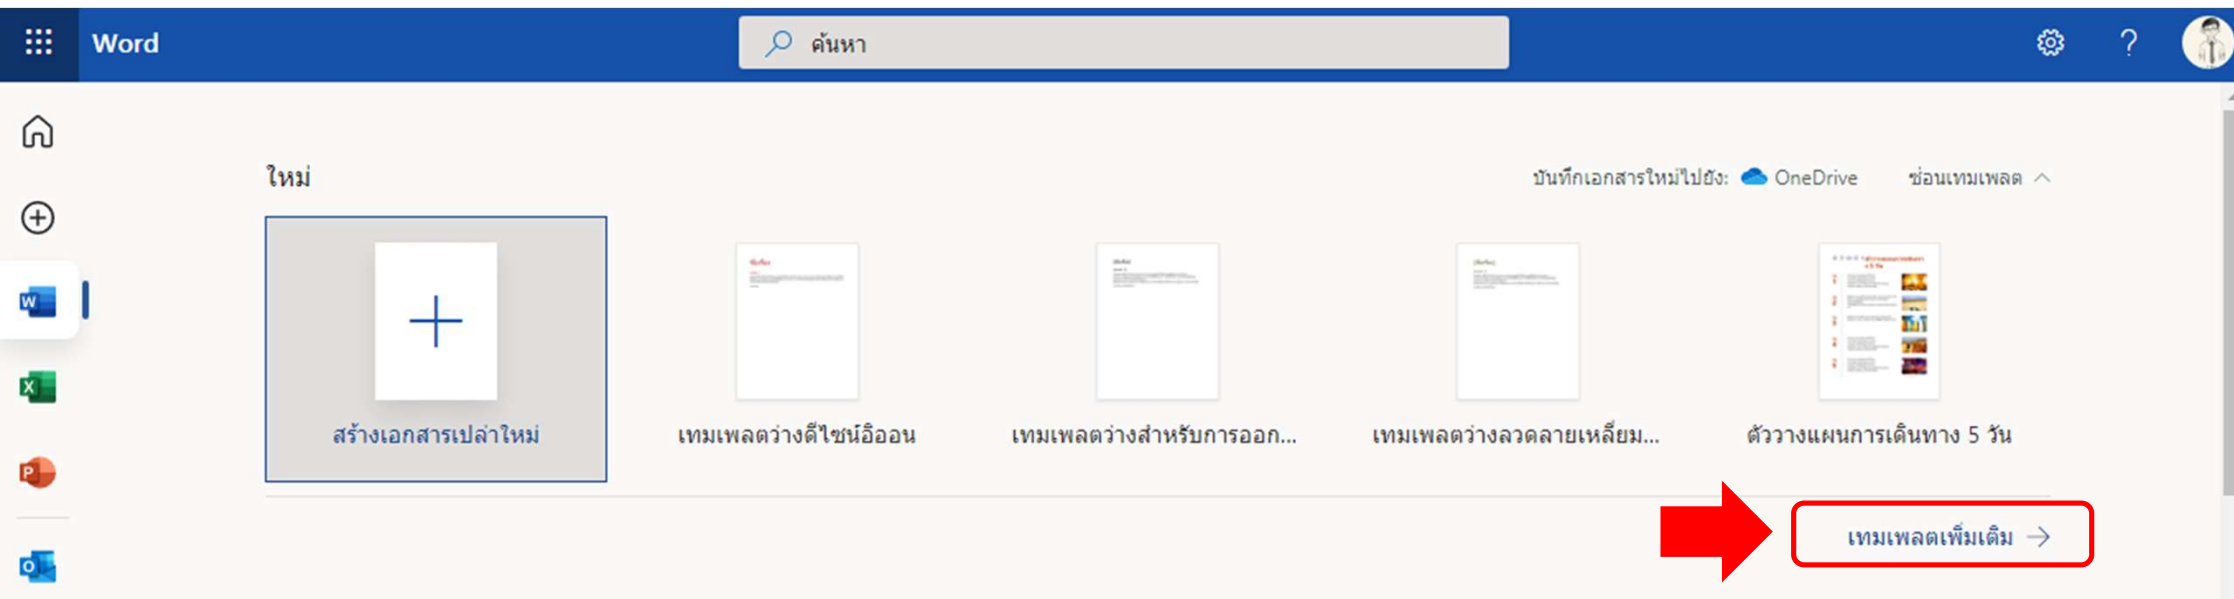 Word
ค้นหา
ใหม่
บันทึกเอกสารใหม่ไปยัง: OneDrive
ซ่อนเทมเพลต
สร้างเอกสารเปล่าใหม่
เทมเพลตว่างดีไซน์อิออน
เทมเพลตว่างสำหรับการออก...
เทมเพลตว่างลวดลายเหลี่ยม...
ตัววางแผนการเดินทาง 5 วัน
เทมเพลตเพิ่มเติม →